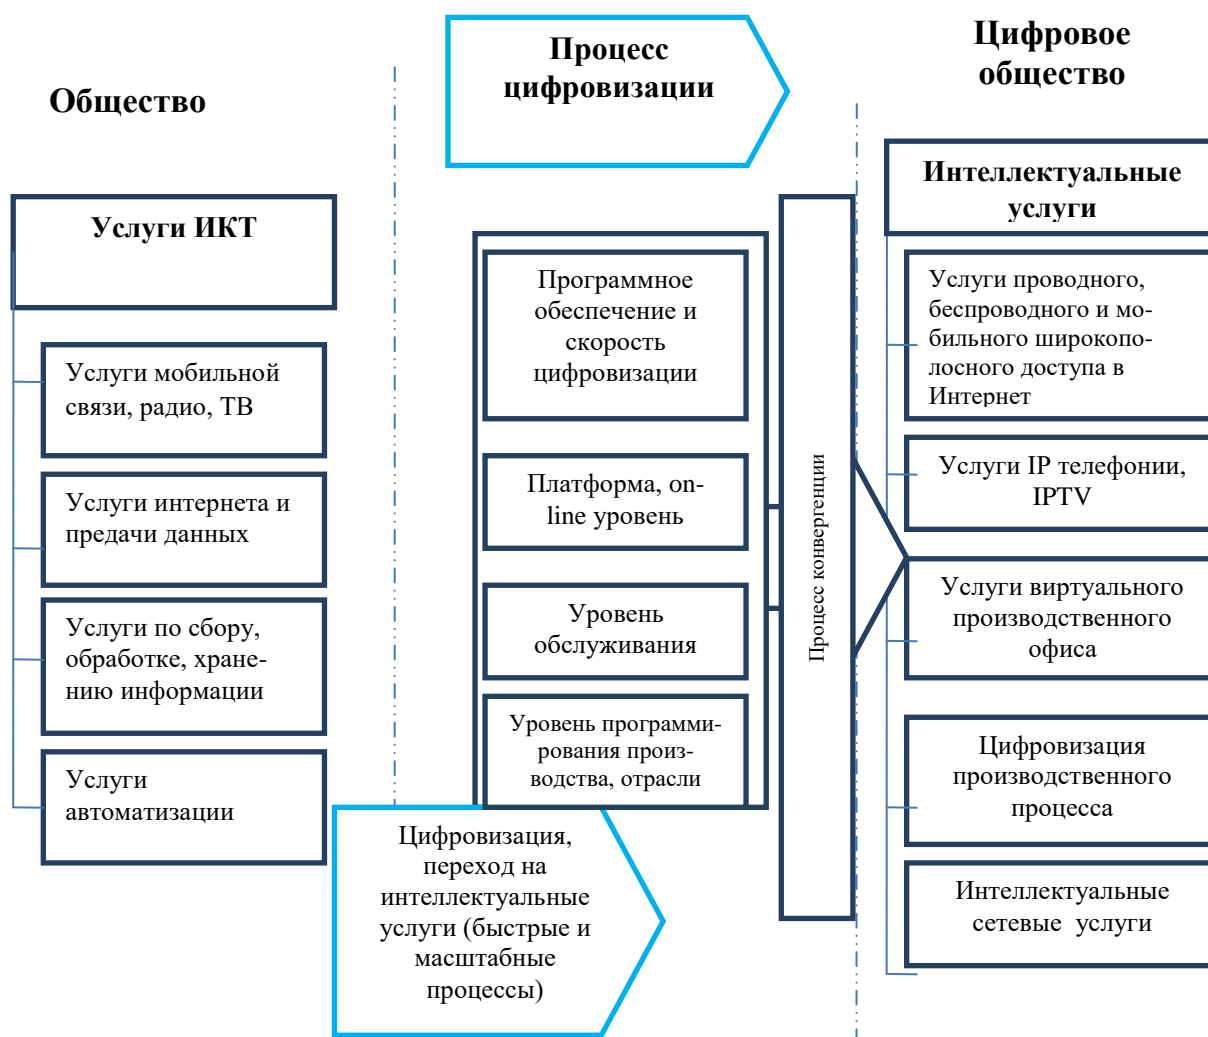 Общество
Процесс
цифровизации
Цифровое
общество
Услуги ИКТ
Услуги мобильной
связи, радио, ТВ
Услуги интернета и
предачи данных
Услуги по сбору,
обработке, хране-
нию информации
Услуги
автоматизации
Программное
обеспечение и
скорость
цифровизации
Платформа, on-
line уровень
Уровень
обслуживания
Уровень программи-
рования произ-
водства, отрасли
Цифровизация,
переход на
интеллектуальные
услуги (быстрые и
масштабные
процессы)
Процесс конвергенции
Интеллектуальные
услуги
Услуги проводного,
беспроводного и мо-
бильного широкопо-
лосного доступа в
Интернет
Услуги IP телефонии,
IPTV
Услуги виртуального
производственного
офиса
Цифровизация
производственного
процесса
Интеллектуальные
сетевые услуги